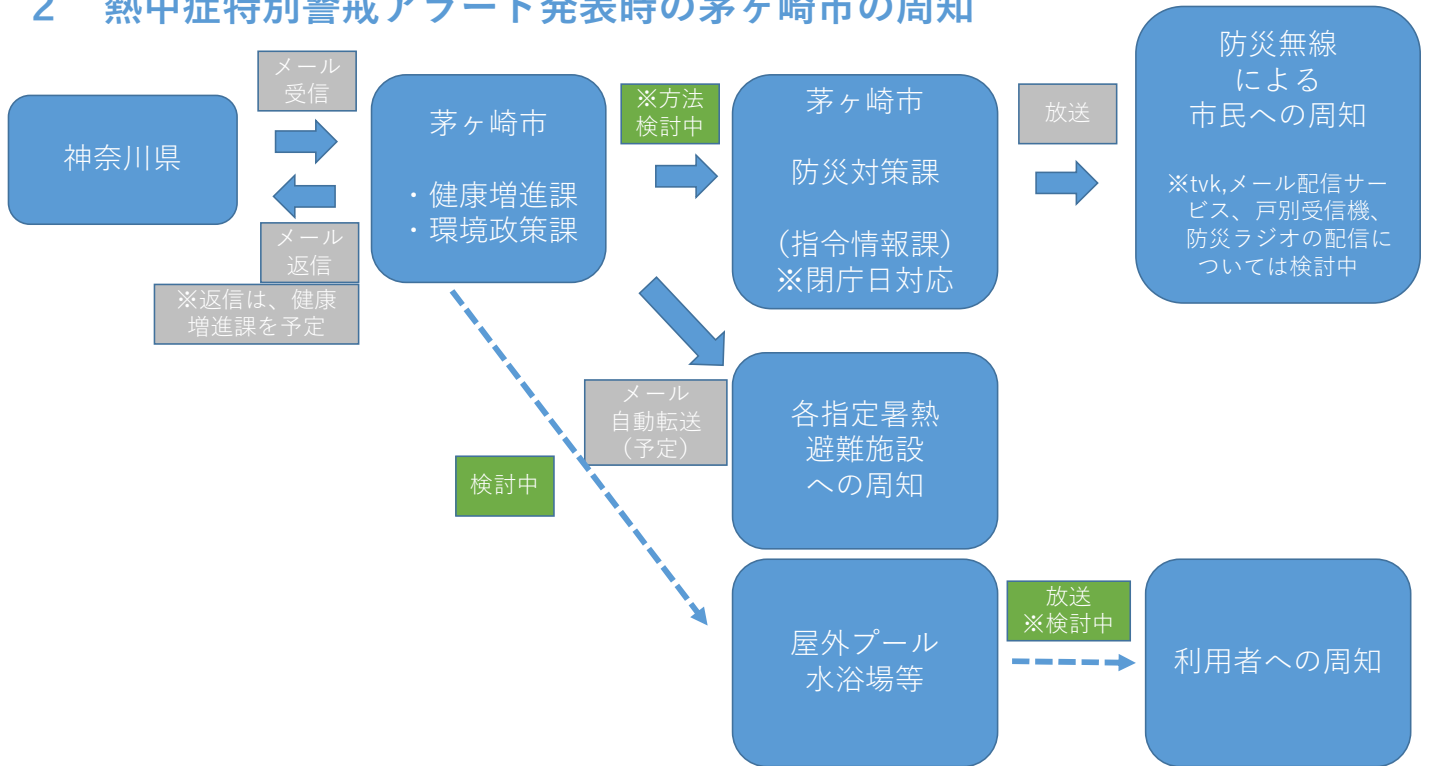 2 熱中症特別警戒アラート発表時の茅ヶ崎市の周知
神奈川県
メール
受信
メール
返信
※返信は、健康
増進課を予定
茅ヶ崎市
・健康増進課
・環境政策課
※方法
検討中
茅ヶ崎市
防災対策課
(指令情報課)
※閉庁日対応
放送
防災無線
による
市民への周知
※tvk,メール配信サー
ビス、戸別受信機、
防災ラジオの配信に
ついては検討中
メール
自動転送
(予定)
各指定暑熱
避難施設
への周知
検討中
屋外プール
水浴場等
放送
※検討中
利用者への周知